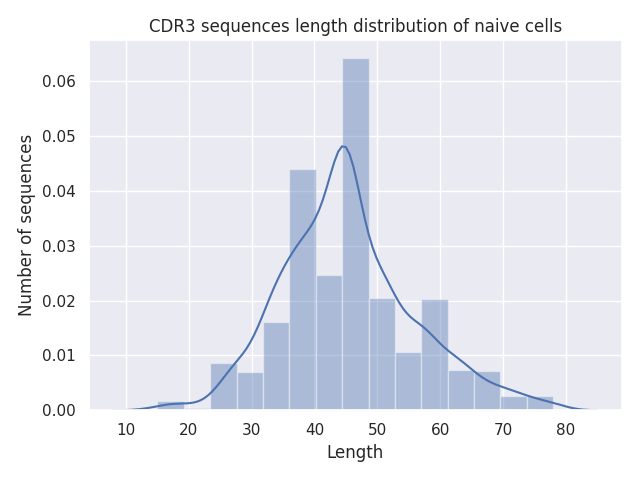 CDR3 sequences length distribution of naive cells
0.06
0.05
0.04
0.03
0.02
0.01
0.00
Number of sequences
10 20 30 40 50 60 70 80
Length